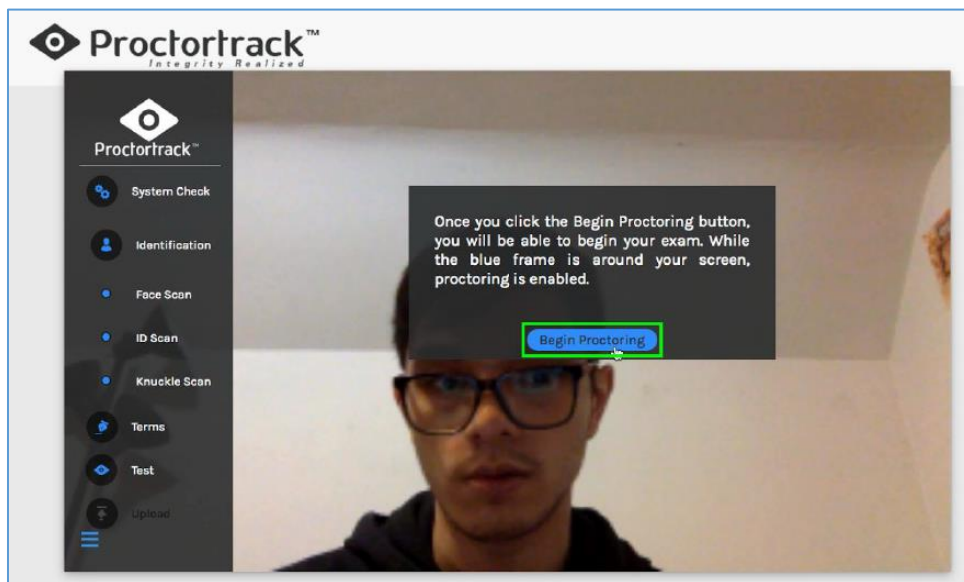 Proctortrack™
Integrity Realized
Proctortrack™
System Check
Identification
Face Scan
ID Scan
Knuckle Scan
Terms
Test
Upload
Once you click the Begin Proctoring button,
you will be able to begin your exam. While
the blue frame is around your screen,
proctoring is enabled.
Begin Proctoring